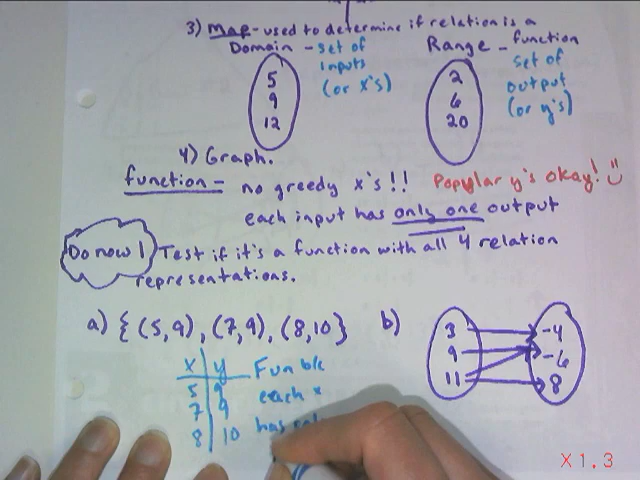 3) Map - used to determine if relation is a function
Domain - set of inputs (or x's)
Range - set of output (or y's)
5
9
12
2
6
20
4) Graph.
function - no greedy x's!! Popular y's okay!
each input has only one output
Do now 1 Test if it's a function with all 4 relation
representations.
a) {(5,9), (7,9), (8,10)} b)
x y
5 9
7 9
8 10
Fun b/c
each x
has
3
9
11
-4
-6
8
X1.3